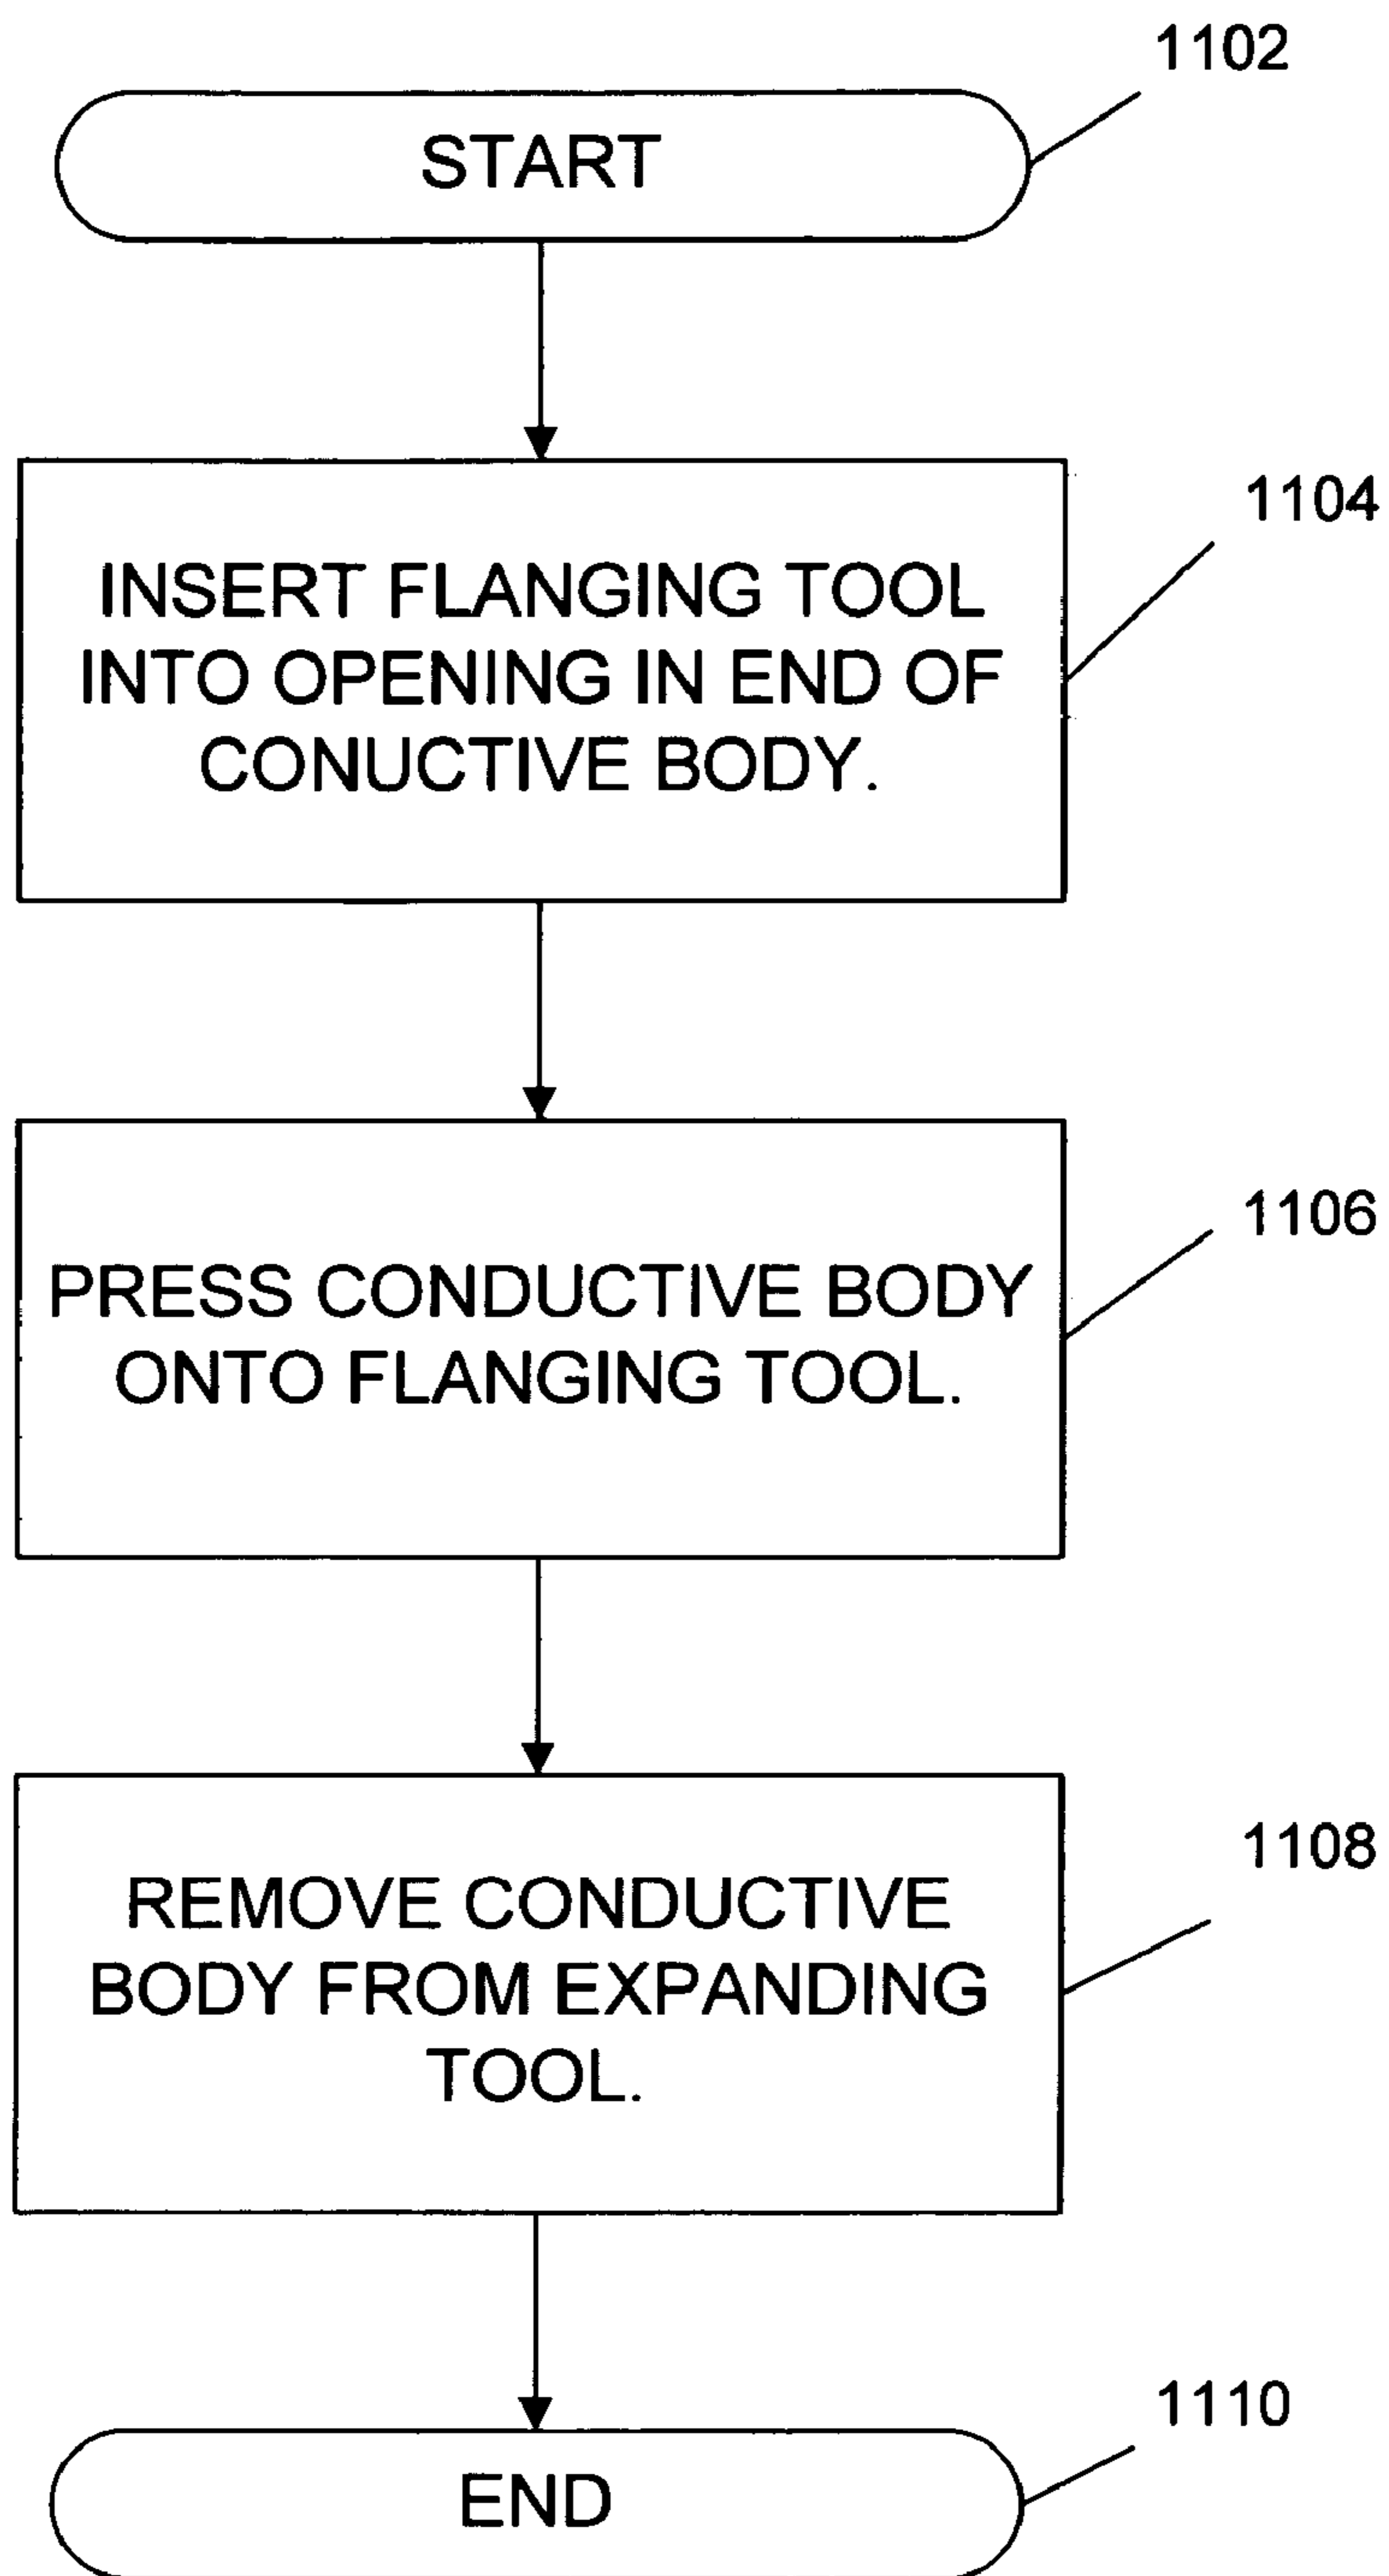 1102
START
1104
INSERT FLANGING TOOL
INTO OPENING IN END OF
CONUCTIVE BODY.
1106
PRESS CONDUCTIVE BODY
ONTO FLANGING TOOL.
1108
REMOVE CONDUCTIVE
BODY FROM EXPANDING
TOOL.
1110
END